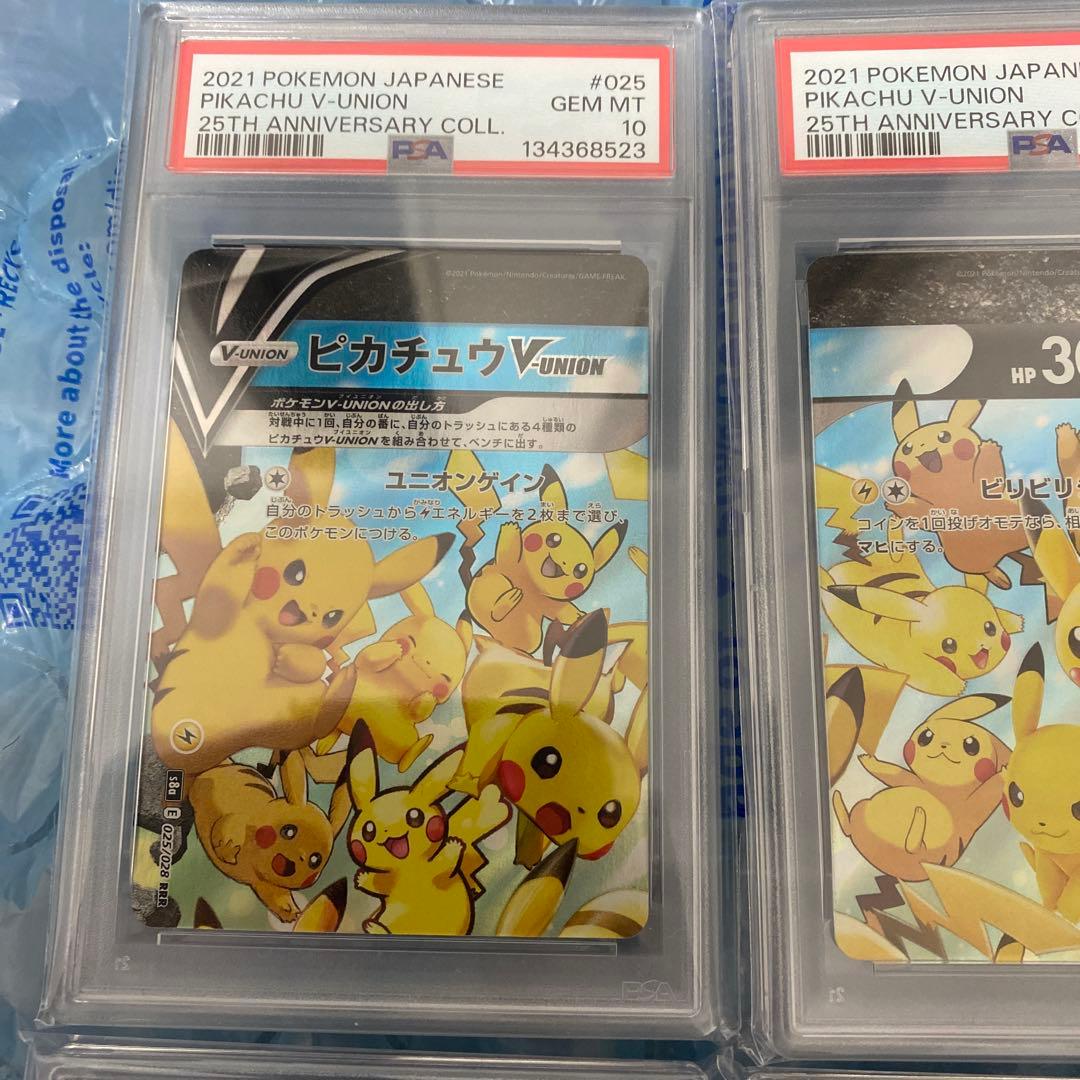 2021 POKEMON JAPANESE #025
PIKACHU V-UNION GEM MT
25TH ANNIVERSARY COLL. 10
PSA 134368523
©2021 Pokémon/Nintendo/Creatures/GAME FREAK.
V-UNION
ピカチュウV-UNION
ポケモンV-UNIONの出し方
対戦中に1回、自分の番に、自分のトラッシュにある4種類の
ピカチュウV-UNIONを組み合わせて、ベンチに出す。
ユニオンゲイン
自分のトラッシュからエネルギーを2枚まで選び、
このポケモンにつける。
s8a E 025/028 RRR
PSA
2021 POKEMON JAPAN
PIKACHU V-UNION
25TH ANNIVERSARY CO
PSA
©2021 Pokémon/Nintendo/Creatu
HP 30
ビリビリ
コインを1回投げオモテなら、相
マヒにする。
More about the disposal